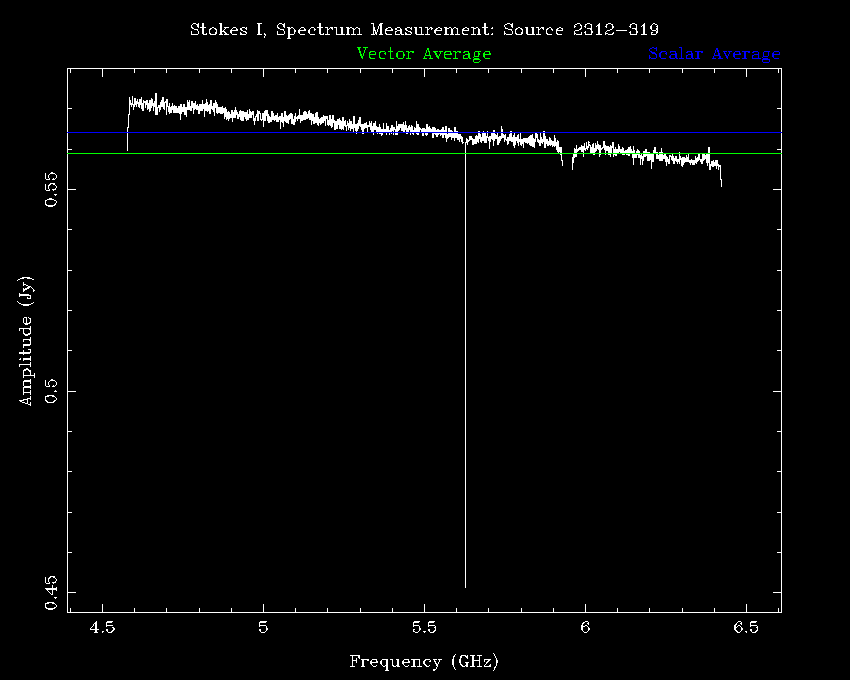 Stokes I, Spectrum Measurement: Source 2312−319
Vector Average Scalar Average
0.55
0.5
0.45
Amplitude (Jy)
4.5 5 5.5 6 6.5
Frequency (GHz)